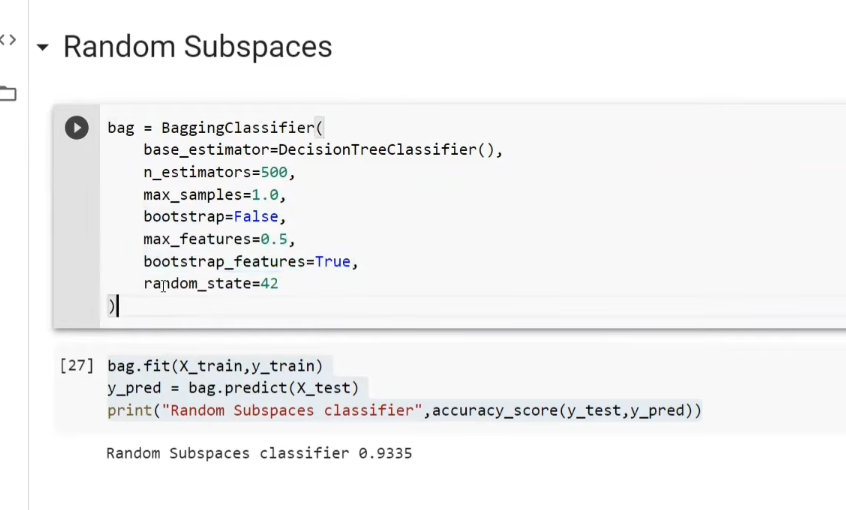 Random Subspaces
bag = BaggingClassifier(
base_estimator=DecisionTreeClassifier(),
n_estimators=500,
max_samples=1.0,
bootstrap=False,
max_features=0.5,
bootstrap_features=True,
random_state=42
)
[27] bag.fit(X_train,y_train)
y_pred = bag.predict(X_test)
print("Random Subspaces classifier",accuracy_score(y_test,y_pred))
Random Subspaces classifier 0.9335